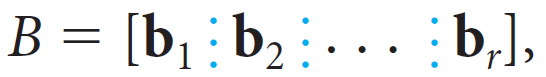 B = [b₁ ⋮ b₂ ⋮ . . . ⋮ bᵣ],